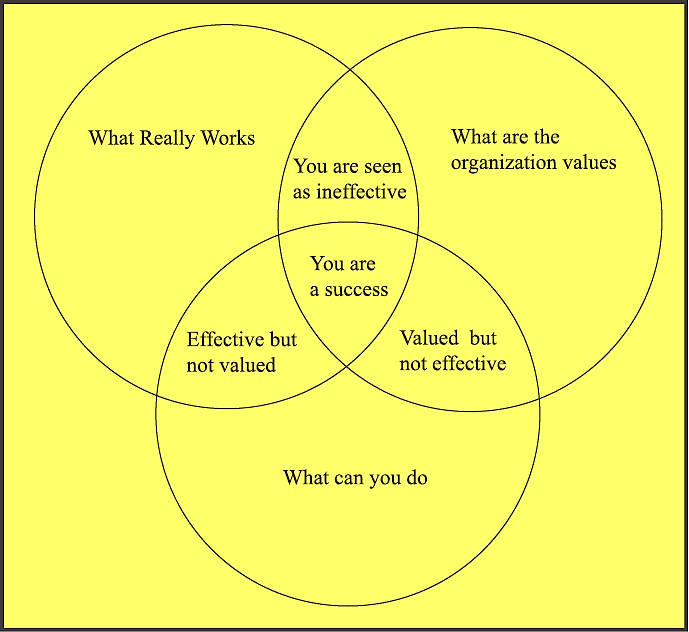 What Really Works
What are the
organization values
You are seen
as ineffective
You are
a success
Effective but
not valued
Valued  but
not effective
What can you do